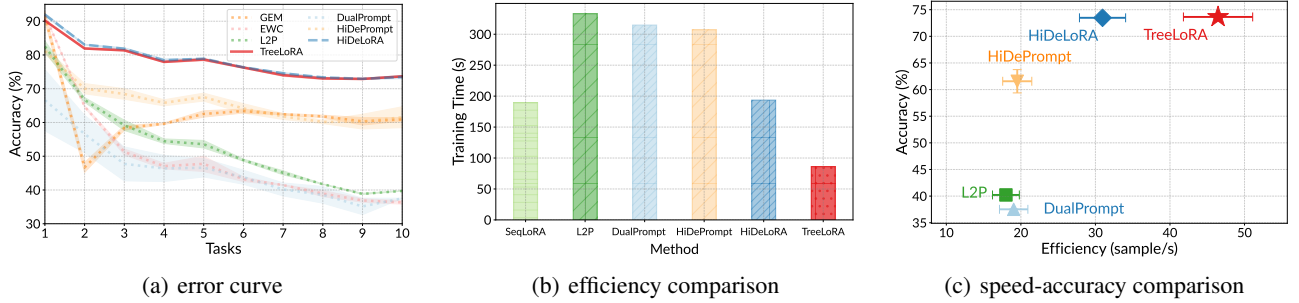 90
80
70
60
50
40
30
1 2 3 4 5 6 7 8 9 10
Accuracy (%)
Tasks
GEM
EWC
L2P
TreeLoRA
DualPrompt
HiDePrompt
HiDeLoRA
(a) error curve
300
250
200
150
100
50
0
Training Time (s)
SeqLoRA L2P DualPrompt HiDePrompt HiDeLoRA TreeLoRA
Method
(b) efficiency comparison
75
70
65
60
55
50
45
40
35
Accuracy (%)
HiDeLoRA
TreeLoRA
HiDePrompt
L2P
DualPrompt
10 20 30 40 50
Efficiency (sample/s)
(c) speed-accuracy comparison